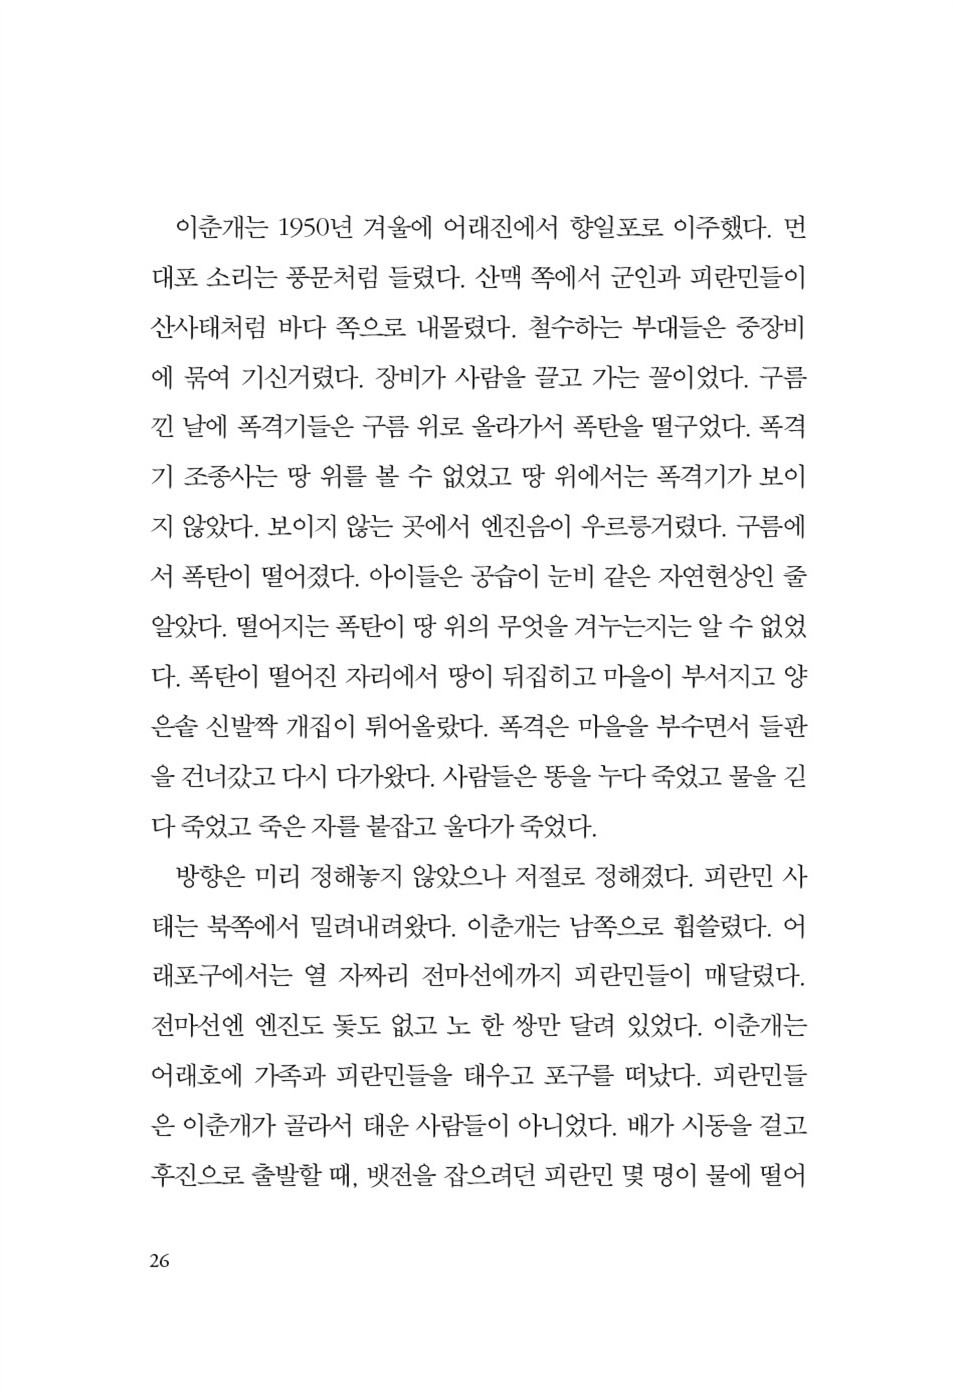 이춘개는 1950년 겨울에 어래진에서 향일포로 이주했다. 먼
대포 소리는 풍문처럼 들렸다. 산맥 쪽에서 군인과 피란민들이
산사태처럼 바다 쪽으로 내몰렸다. 철수하는 부대들은 중장비
에 묶여 기신거렸다. 장비가 사람을 끌고 가는 꼴이었다. 구름
낀 날에 폭격기들은 구름 위로 올라가서 폭탄을 떨구었다. 폭격
기 조종사는 땅 위를 볼 수 없었고 땅 위에서는 폭격기가 보이
지 않았다. 보이지 않는 곳에서 엔진음이 우르릉거렸다. 구름에
서 폭탄이 떨어졌다. 아이들은 공습이 눈비 같은 자연현상인 줄
알았다. 떨어지는 폭탄이 땅 위의 무엇을 겨누는지는 알 수 없었
다. 폭탄이 떨어진 자리에서 땅이 뒤집히고 마을이 부서지고 양
은솥 신발짝 개집이 튀어올랐다. 폭격은 마을을 부수면서 들판
을 건너갔고 다시 다가왔다. 사람들은 똥을 누다 죽었고 물을 긷
다 죽었고 죽은 자를 붙잡고 울다가 죽었다.
방향은 미리 정해놓지 않았으나 저절로 정해졌다. 피란민 사
태는 북쪽에서 밀려내려왔다. 이춘개는 남쪽으로 휩쓸렸다. 어
래포구에서는 열 자짜리 전마선에까지 피란민들이 매달렸다.
전마선엔 엔진도 돛도 없고 노 한 쌍만 달려 있었다. 이춘개는
어래호에 가족과 피란민들을 태우고 포구를 떠났다. 피란민들
은 이춘개가 골라서 태운 사람들이 아니었다. 배가 시동을 걸고
후진으로 출발할 때, 뱃전을 잡으려던 피란민 몇 명이 물에 떨어
26